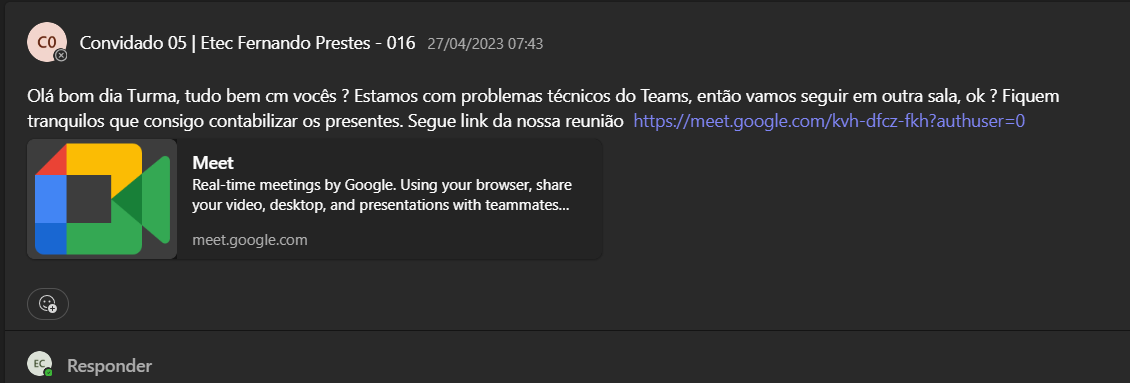 C0
Convidado 05 | Etec Fernando Prestes - 016 27/04/2023 07:43
Olá bom dia Turma, tudo bem cm vocês ? Estamos com problemas técnicos do Teams, então vamos seguir em outra sala, ok ? Fiquem
tranquilos que consigo contabilizar os presentes. Segue link da nossa reunião https://meet.google.com/kvh-dfcz-fkh?authuser=0
Meet
Real-time meetings by Google. Using your browser, share
your video, desktop, and presentations with teammates...
meet.google.com
EC
Responder